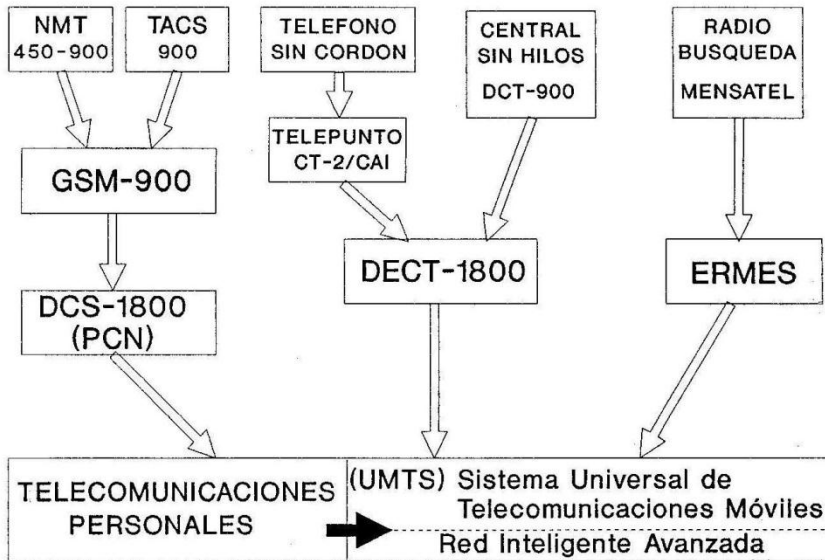 NMT
450-900
TACS
900
TELEFONO
SIN CORDON
CENTRAL
SIN HILOS
DCT-900
RADIO
BUSQUEDA
MENSATEL
TELEPUNTO
CT-2/CAI
GSM-900
DECT-1800
ERMES
DCS-1800
(PCN)
TELECOMUNICACIONES
PERSONALES
(UMTS) Sistema Universal de
Telecomunicaciones Móviles
Red Inteligente Avanzada